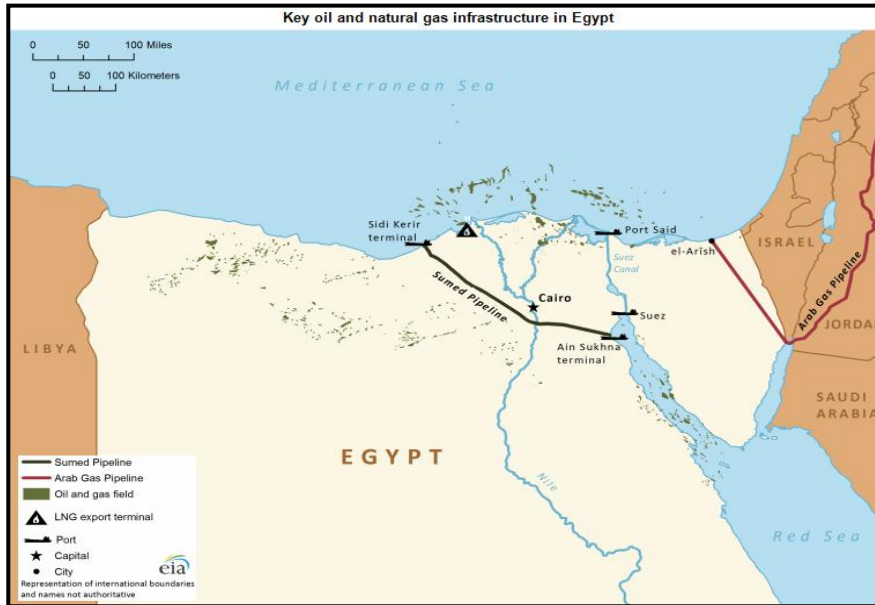 Key oil and natural gas infrastructure in Egypt
0 50 100 Miles
0 50 100 Kilometers
Mediterranean Sea
Sidi Kerir
terminal
Port Said
el-Arīsh
ISRAEL
Suez
Canal
Arab Gas Pipeline
Sumed Pipeline
Cairo
Suez
JORDA
Ain Sukhna
terminal
LIBYA
SAUDI
ARABIA
EGYPT
Nile
Red Sea
Sumed Pipeline
Arab Gas Pipeline
Oil and gas field
LNG export terminal
Port
Capital
City
eia
Representation of international boundaries
and names not authoritative